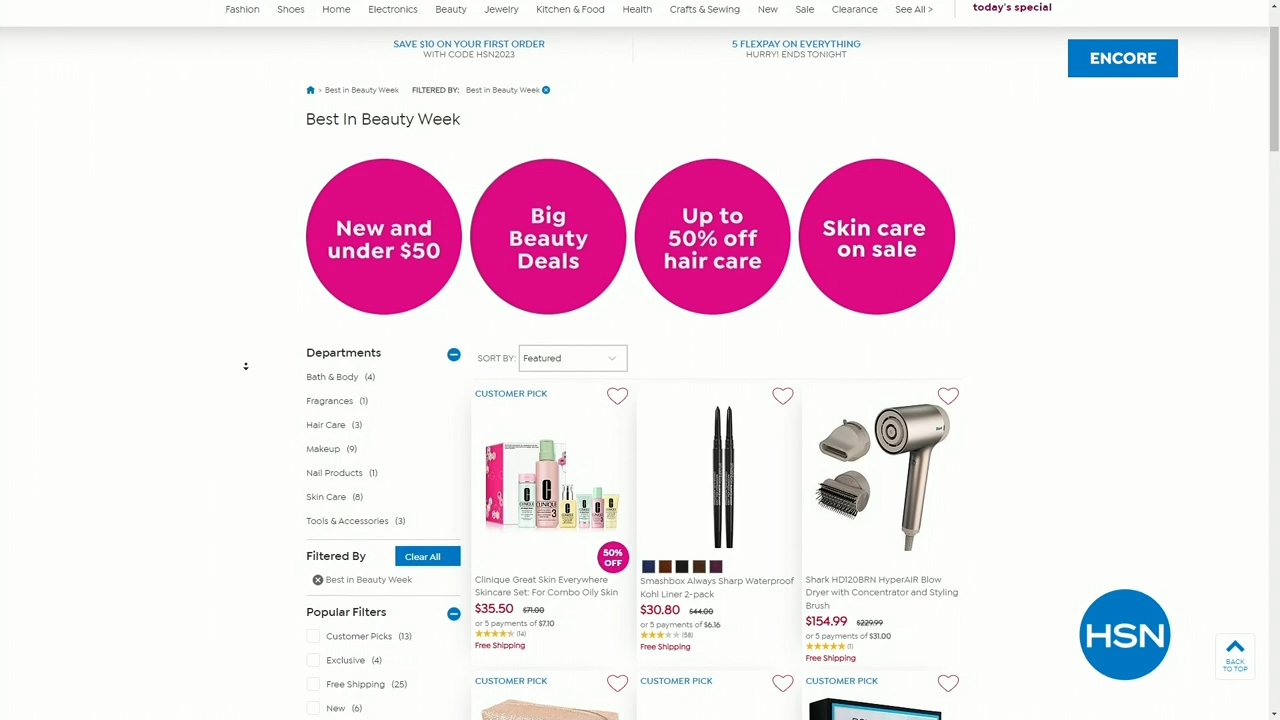 Fashion Shoes Home Electronics Beauty Jewelry Kitchen & Food Health Crafts & Sewing New Sale Clearance See All >
today's special
SAVE $10 ON YOUR FIRST ORDER
WITH CODE HSN2023
5 FLEXPAY ON EVERYTHING
HURRY! ENDS TONIGHT
ENCORE
> Best in Beauty Week FILTERED BY: Best in Beauty Week
Best In Beauty Week
New and
under $50
Big
Beauty
Deals
Up to
50% off
hair care
Skin care
on sale
Departments
Bath & Body (4)
Fragrances (1)
Hair Care (3)
Makeup (9)
Nail Products (1)
Skin Care (8)
Tools & Accessories (3)
Filtered By
Clear All
Best in Beauty Week
Popular Filters
Customer Picks (13)
Exclusive (4)
Free Shipping (25)
New (6)
SORT BY: Featured
CUSTOMER PICK
CLINIQUE
3
50%
OFF
Clinique Great Skin Everywhere
Skincare Set: For Combo Oily Skin
$35.50 $71.00
or 5 payments of $7.10
(14)
Free Shipping
Smashbox Always Sharp Waterproof
Kohl Liner 2-pack
$30.80 $44.00
or 5 payments of $6.16
(58)
Free Shipping
Shark HD120BRN HyperAIR Blow
Dryer with Concentrator and Styling
Brush
$154.99 $229.99
or 5 payments of $31.00
(1)
Free Shipping
CUSTOMER PICK
CUSTOMER PICK
CUSTOMER PICK
HSN
BACK
TO TOP